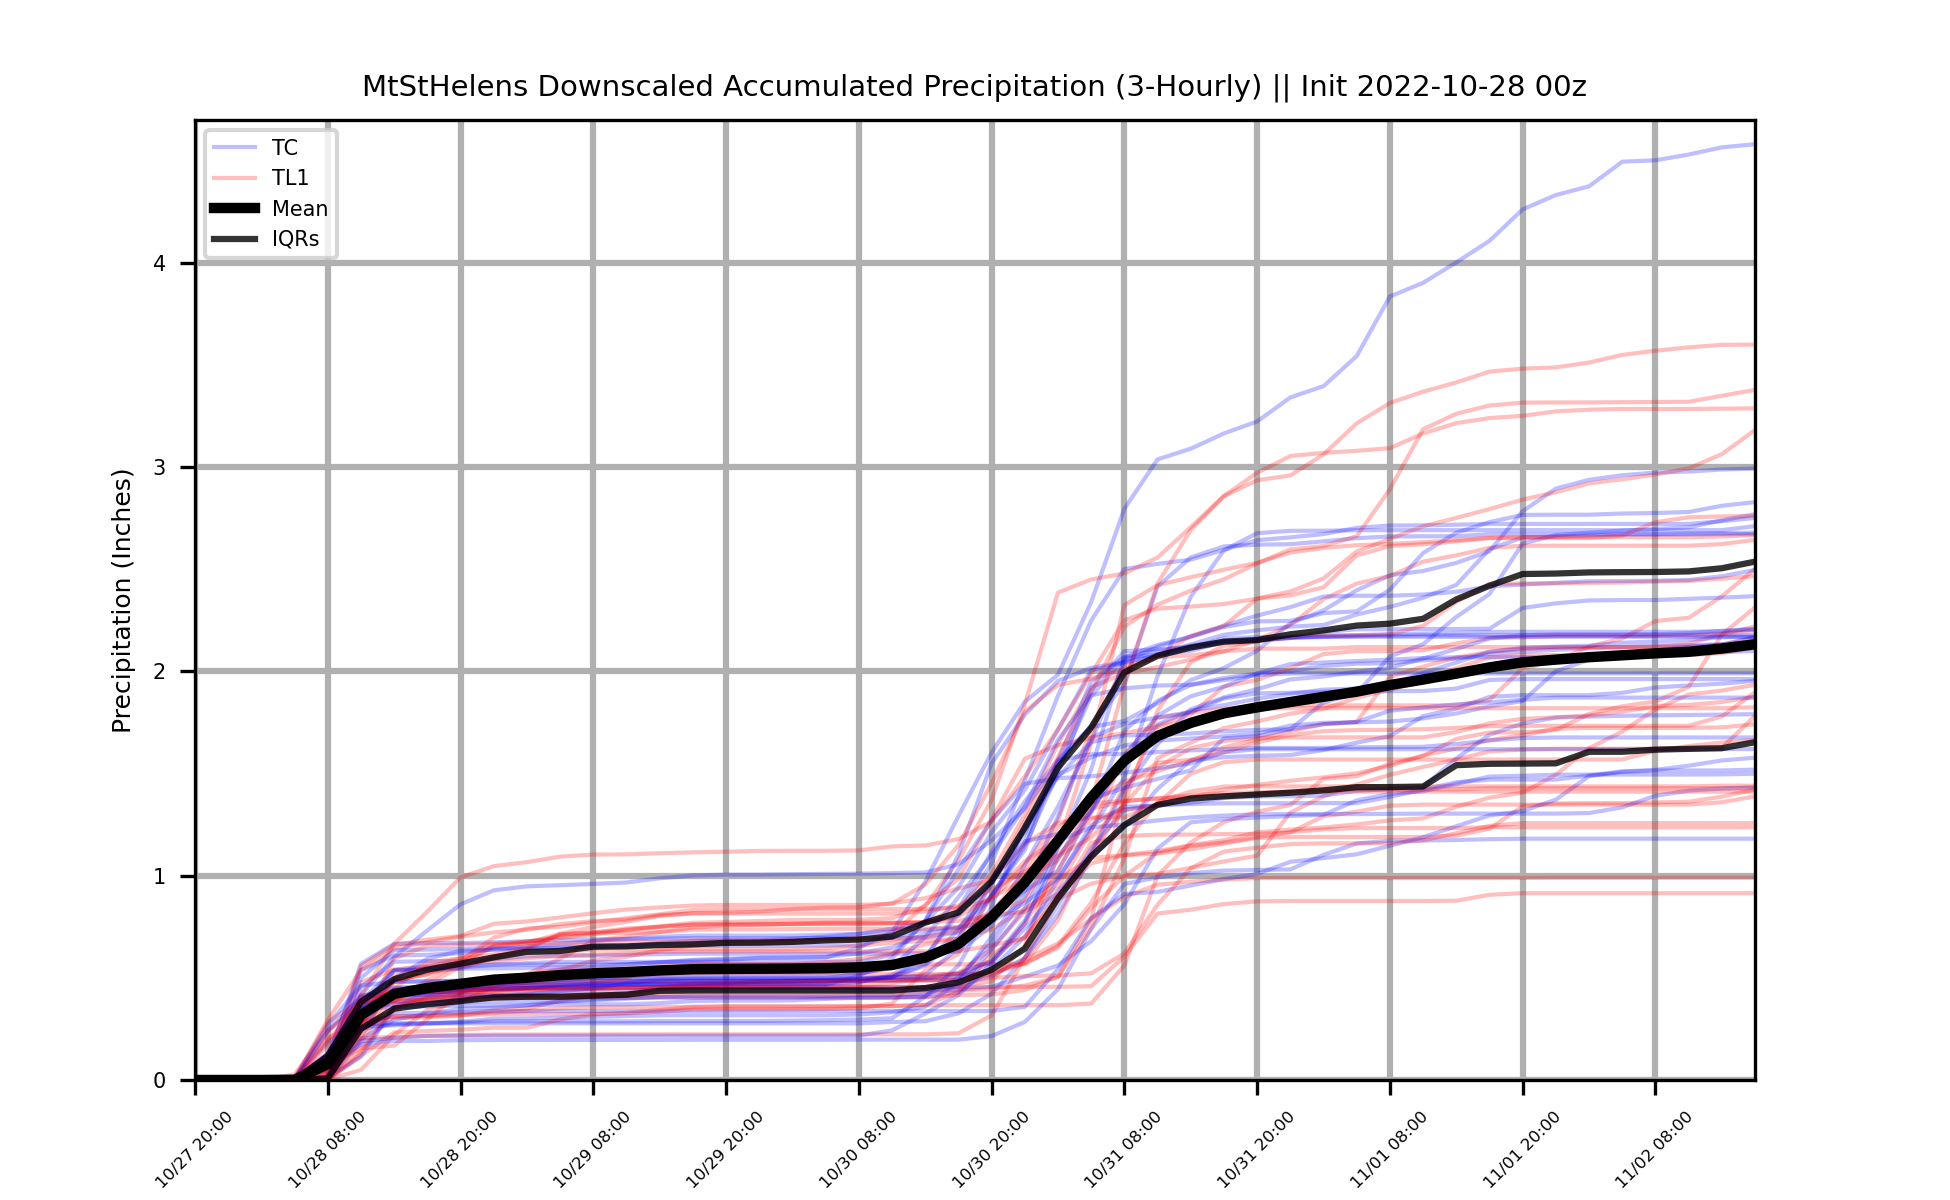 MtStHelens Downscaled Accumulated Precipitation (3-Hourly) || Init 2022-10-28 00z
TC
TL1
Mean
IQRs
Precipitation (Inches)
4
3
2
1
0
10/27 20:00
10/28 08:00
10/28 20:00
10/29 08:00
10/29 20:00
10/30 08:00
10/30 20:00
10/31 08:00
10/31 20:00
11/01 08:00
11/01 20:00
11/02 08:00